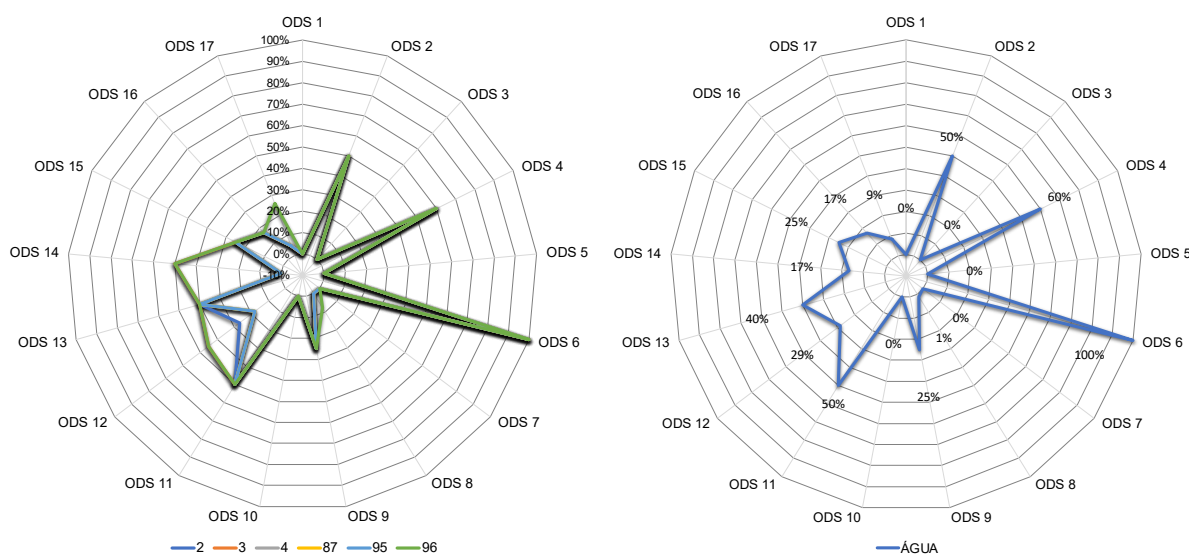 ODS 1
ODS 2
ODS 3
ODS 4
ODS 5
ODS 6
ODS 7
ODS 8
ODS 9
ODS 10
ODS 11
ODS 12
ODS 13
ODS 14
ODS 15
ODS 16
ODS 17
100%
90%
80%
70%
60%
50%
40%
30%
20%
10%
0%
-10%
2 3 4 87 95 96
ODS 1
ODS 2
ODS 3
ODS 4
ODS 5
ODS 6
ODS 7
ODS 8
ODS 9
ODS 10
ODS 11
ODS 12
ODS 13
ODS 14
ODS 15
ODS 16
ODS 17
0%
50%
0%
60%
0%
100%
0%
1%
25%
0%
50%
29%
40%
17%
25%
17%
9%
ÁGUA